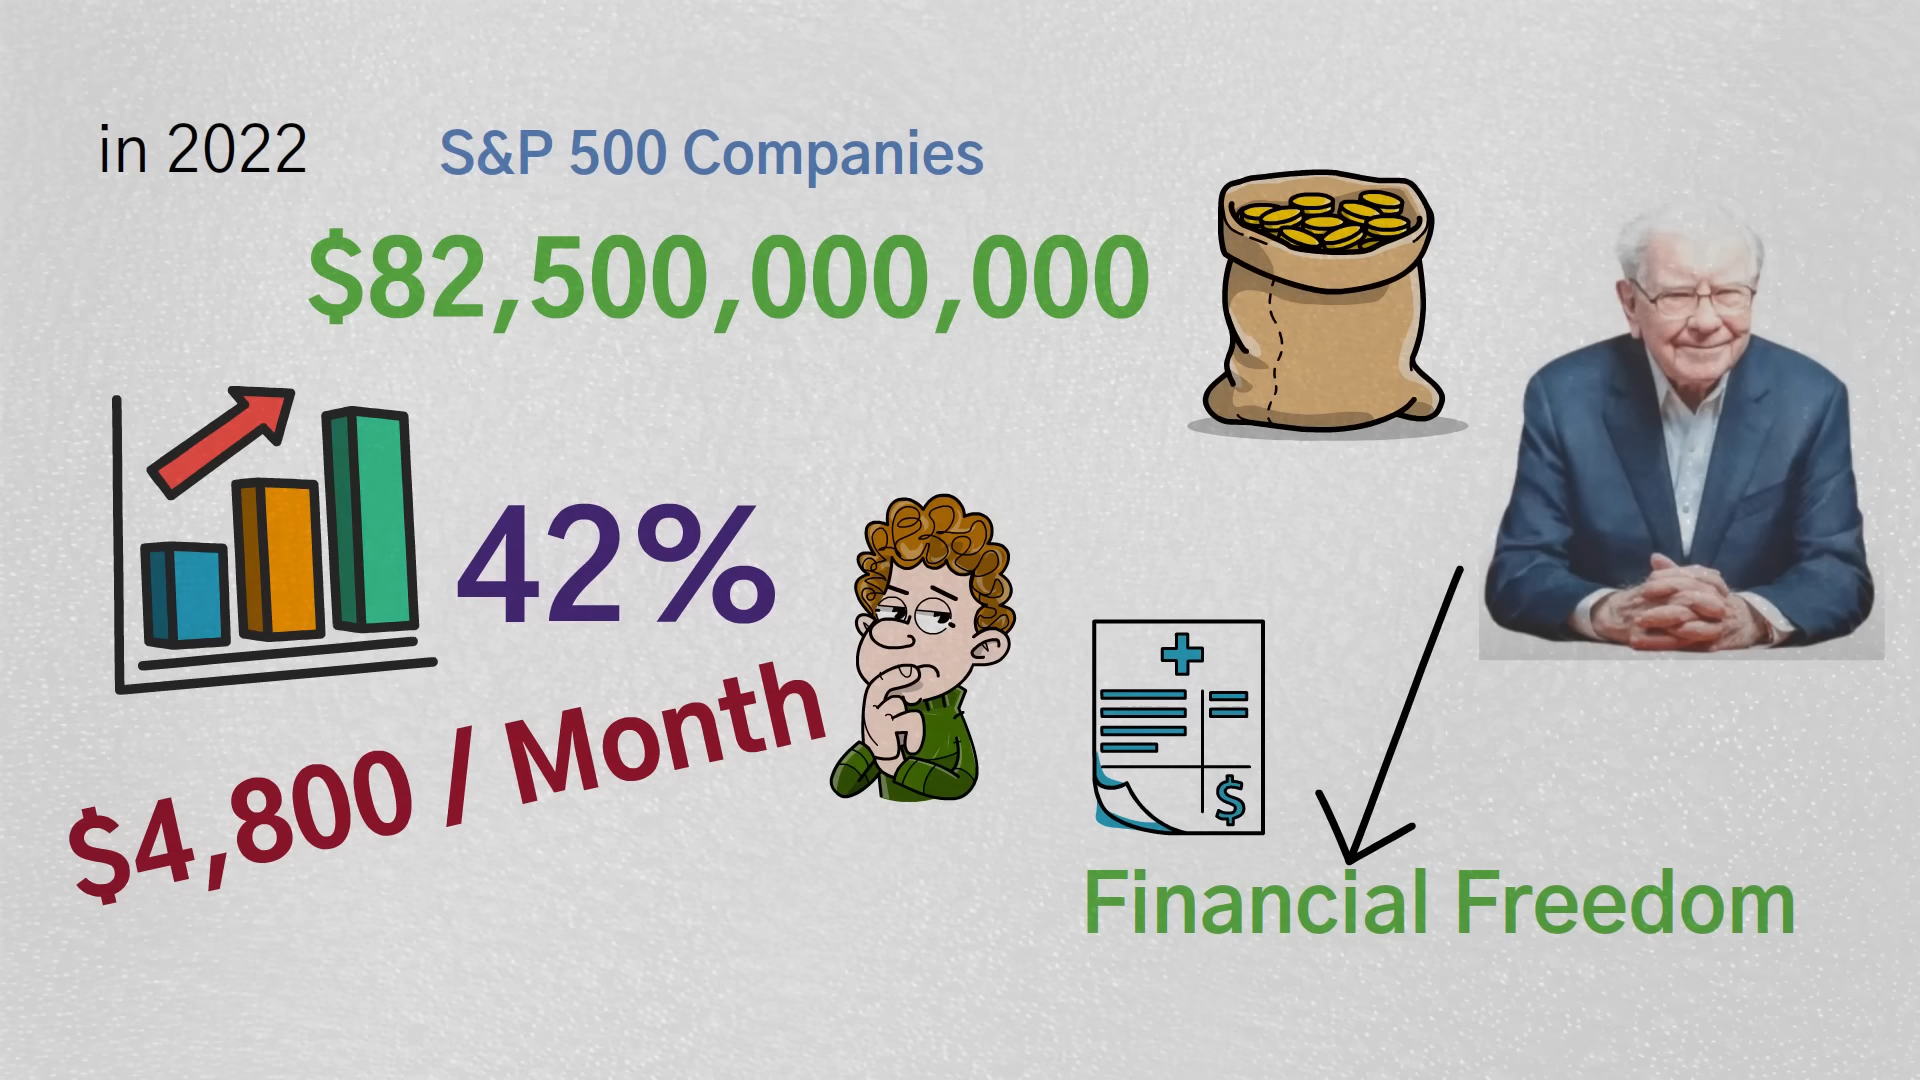 in 2022
S&P 500 Companies
$82,500,000,000
42%
$4,800 / Month
$
Financial Freedom